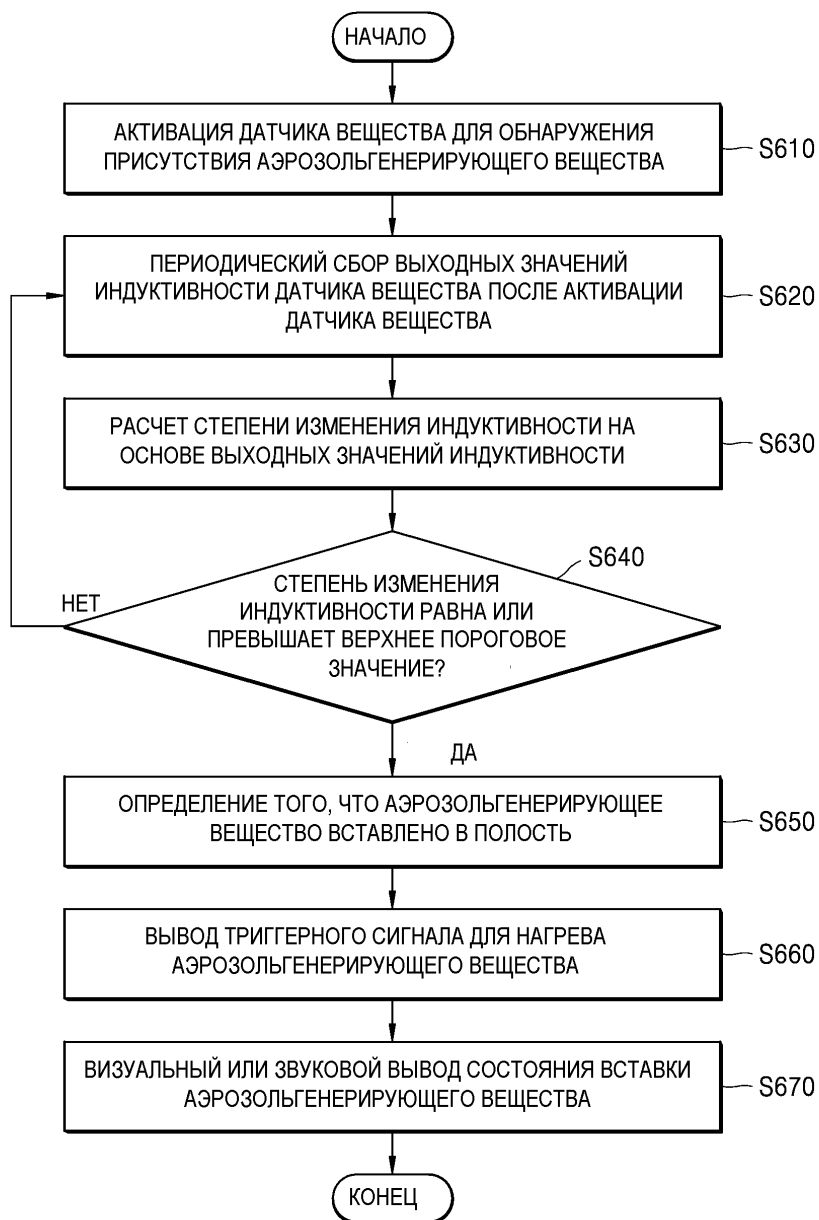 НАЧАЛО
АКТИВАЦИЯ ДАТЧИКА ВЕЩЕСТВА ДЛЯ ОБНАРУЖЕНИЯ
ПРИСУТСТВИЯ АЭРОЗОЛЬГЕНЕРИРУЮЩЕГО ВЕЩЕСТВА
S610
ПЕРИОДИЧЕСКИЙ СБОР ВЫХОДНЫХ ЗНАЧЕНИЙ
ИНДУКТИВНОСТИ ДАТЧИКА ВЕЩЕСТВА ПОСЛЕ АКТИВАЦИИ
ДАТЧИКА ВЕЩЕСТВА
S620
РАСЧЕТ СТЕПЕНИ ИЗМЕНЕНИЯ ИНДУКТИВНОСТИ НА
ОСНОВЕ ВЫХОДНЫХ ЗНАЧЕНИЙ ИНДУКТИВНОСТИ
S630
S640
СТЕПЕНЬ ИЗМЕНЕНИЯ
ИНДУКТИВНОСТИ РАВНА ИЛИ
ПРЕВЫШАЕТ ВЕРХНЕЕ ПОРОГОВОЕ
ЗНАЧЕНИЕ?
НЕТ
ДА
ОПРЕДЕЛЕНИЕ ТОГО, ЧТО АЭРОЗОЛЬГЕНЕРИРУЮЩЕЕ
ВЕЩЕСТВО ВСТАВЛЕНО В ПОЛОСТЬ
S650
ВЫВОД ТРИГГЕРНОГО СИГНАЛА ДЛЯ НАГРЕВА
АЭРОЗОЛЬГЕНЕРИРУЮЩЕГО ВЕЩЕСТВА
S660
ВИЗУАЛЬНЫЙ ИЛИ ЗВУКОВОЙ ВЫВОД СОСТОЯНИЯ ВСТАВКИ
АЭРОЗОЛЬГЕНЕРИРУЮЩЕГО ВЕЩЕСТВА
S670
КОНЕЦ